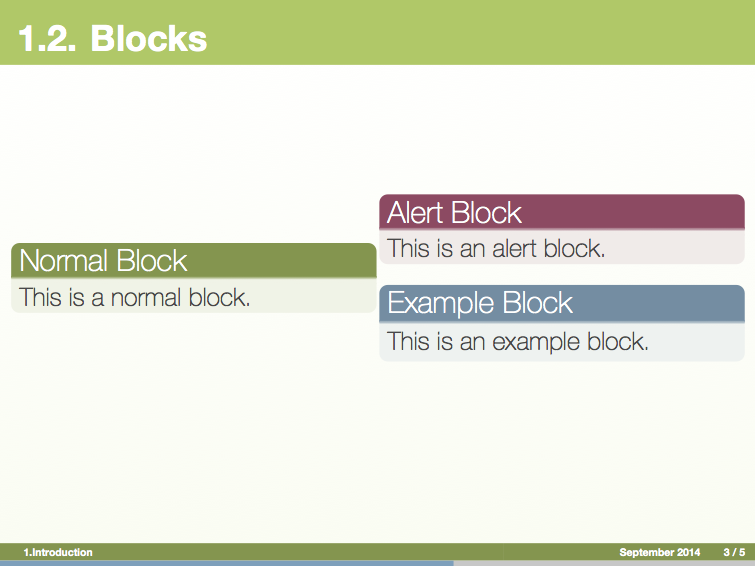 1.2. Blocks
Normal Block
This is a normal block.
Alert Block
This is an alert block.
Example Block
This is an example block.
1.Introduction
September 2014 3 / 5